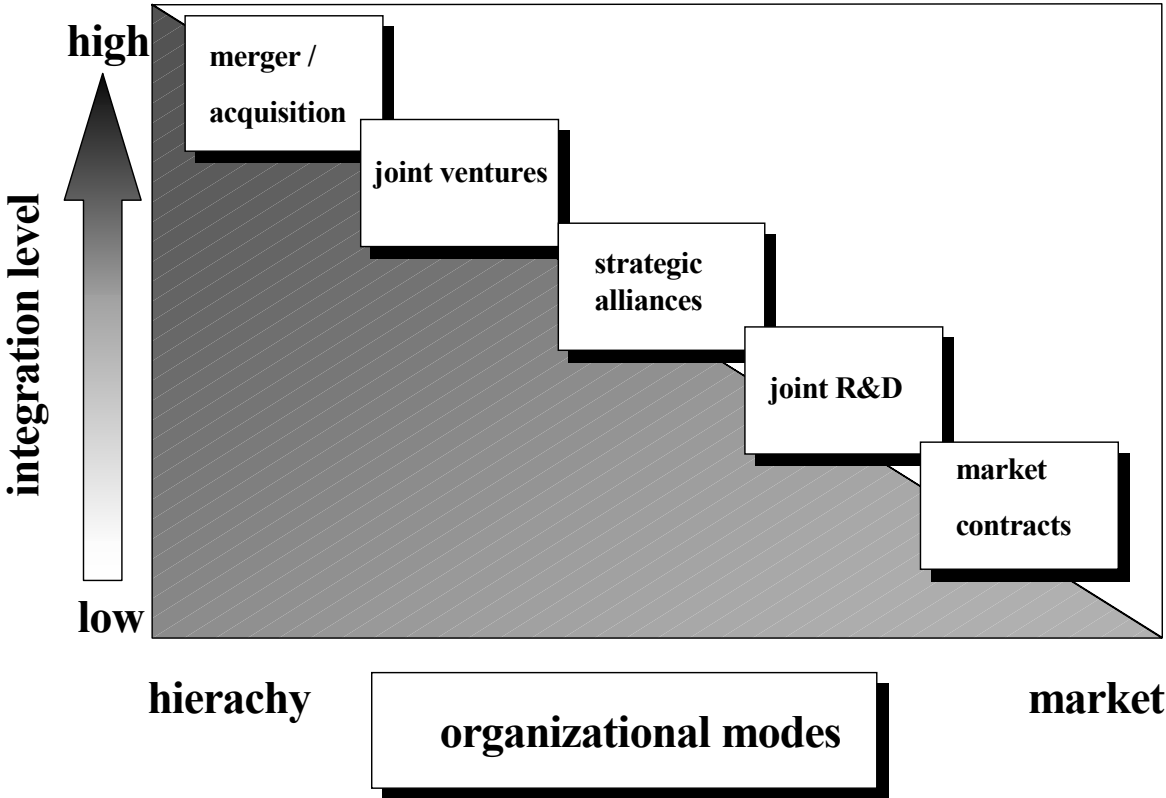 high
merger /
acquisition
joint ventures
integration level
strategic
alliances
joint R&D
market
contracts
low
hierachy
market
organizational modes